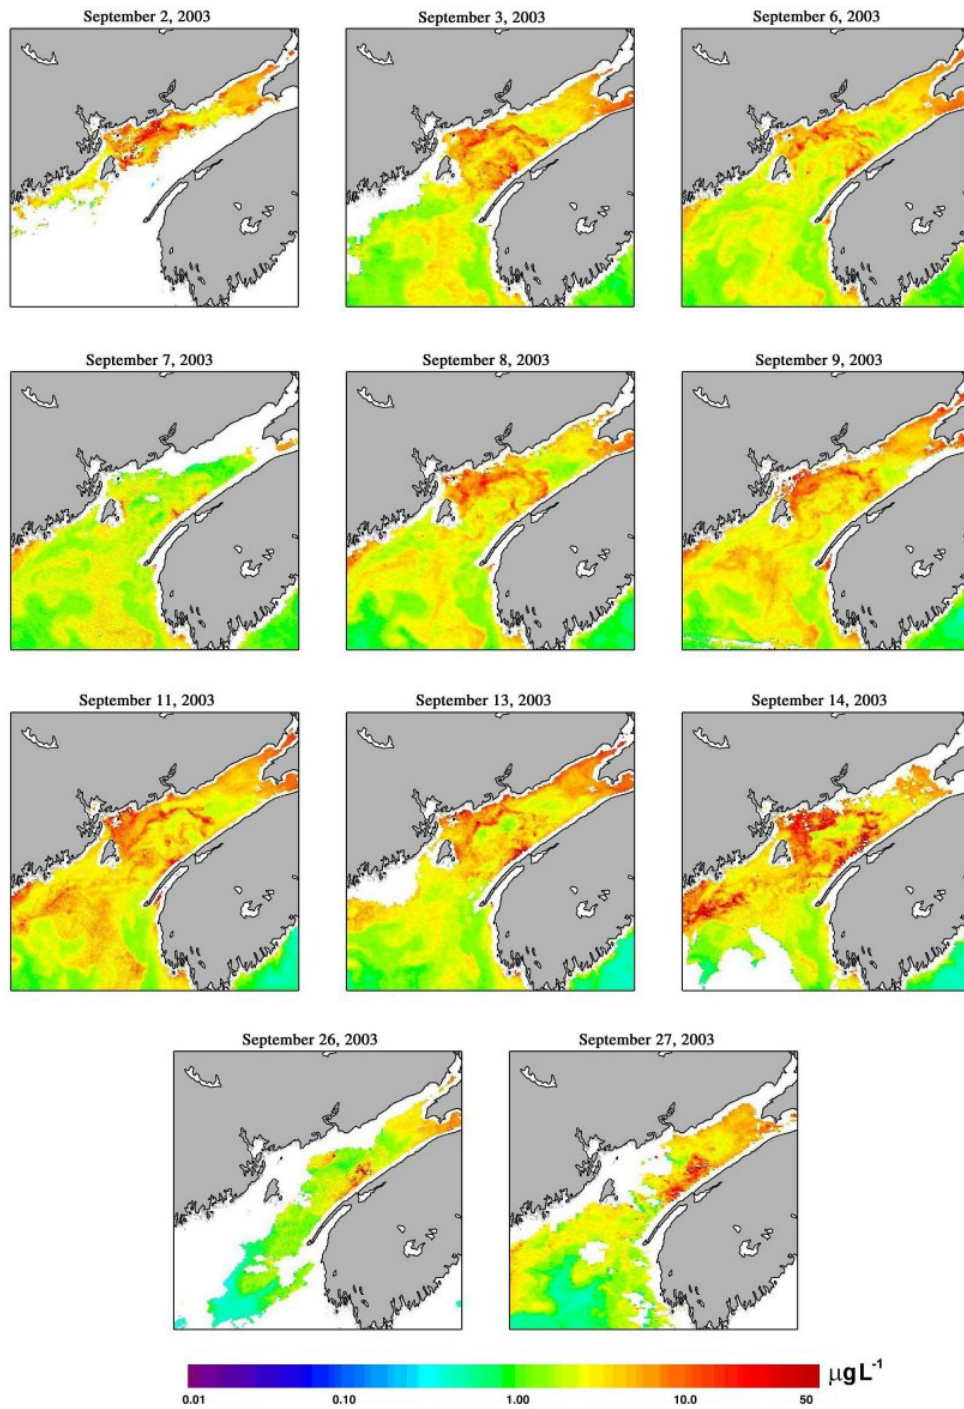 September 2, 2003
September 3, 2003
September 6, 2003
September 7, 2003
September 8, 2003
September 9, 2003
September 11, 2003
September 13, 2003
September 14, 2003
September 26, 2003
September 27, 2003
μgL⁻¹
0.01 0.10 1.00 10.0 50